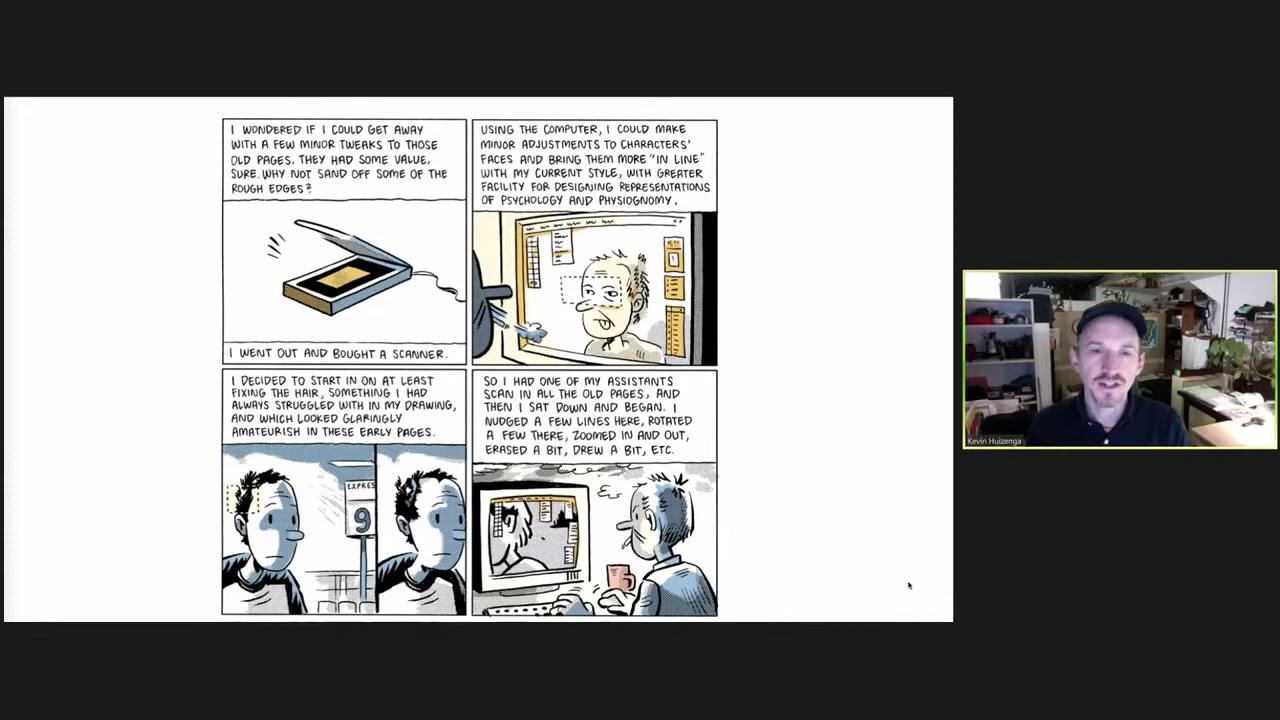 I WONDERED IF I COULD GET AWAY
WITH A FEW MINOR TWEAKS TO THOSE
OLD PAGES. THEY HAD SOME VALUE,
SURE. WHY NOT SAND OFF SOME OF THE
ROUGH EDGES?
I WENT OUT AND BOUGHT A SCANNER.
USING THE COMPUTER, I COULD MAKE
MINOR ADJUSTMENTS TO CHARACTERS'
FACES AND BRING THEM MORE "IN LINE"
WITH MY CURRENT STYLE, WITH GREATER
FACILITY FOR DESIGNING REPRESENTATIONS
OF PSYCHOLOGY AND PHYSIOGNOMY.
I DECIDED TO START IN ON AT LEAST
FIXING THE HAIR, SOMETHING I HAD
ALWAYS STRUGGLED WITH IN MY DRAWING,
AND WHICH LOOKED GLARINGLY
AMATEURISH IN THESE EARLY PAGES.
EXPRES
9
SO I HAD ONE OF MY ASSISTANTS
SCAN IN ALL THE OLD PAGES, AND
THEN I SAT DOWN AND BEGAN. I
NUDGED A FEW LINES HERE, ROTATED
A FEW THERE, ZOOMED IN AND OUT,
ERASED A BIT, DREW A BIT, ETC.
Kevin Huizenga